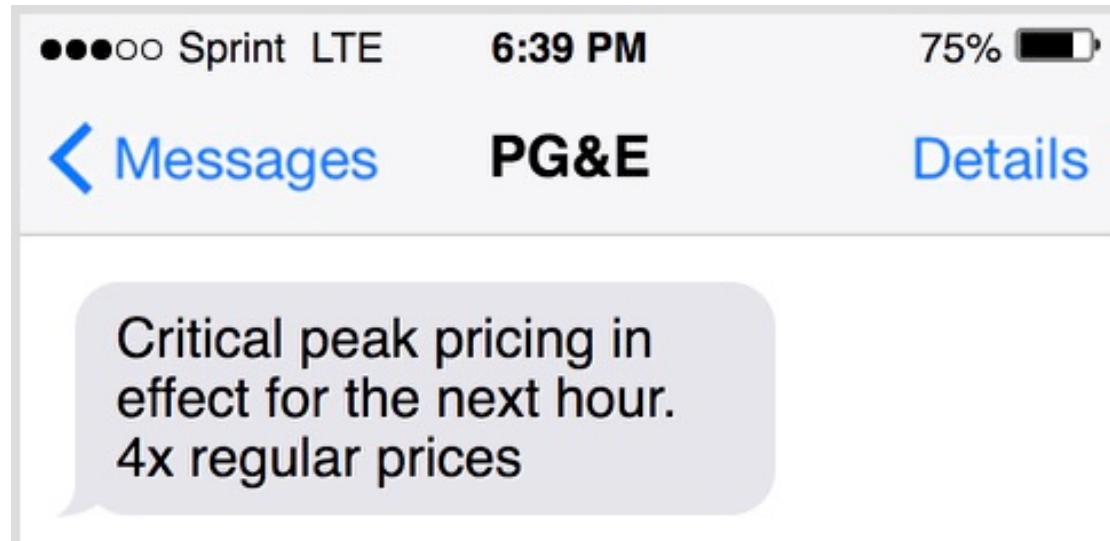 Sprint LTE 6:39 PM 75%
Messages PG&E Details
Critical peak pricing in
effect for the next hour.
4x regular prices